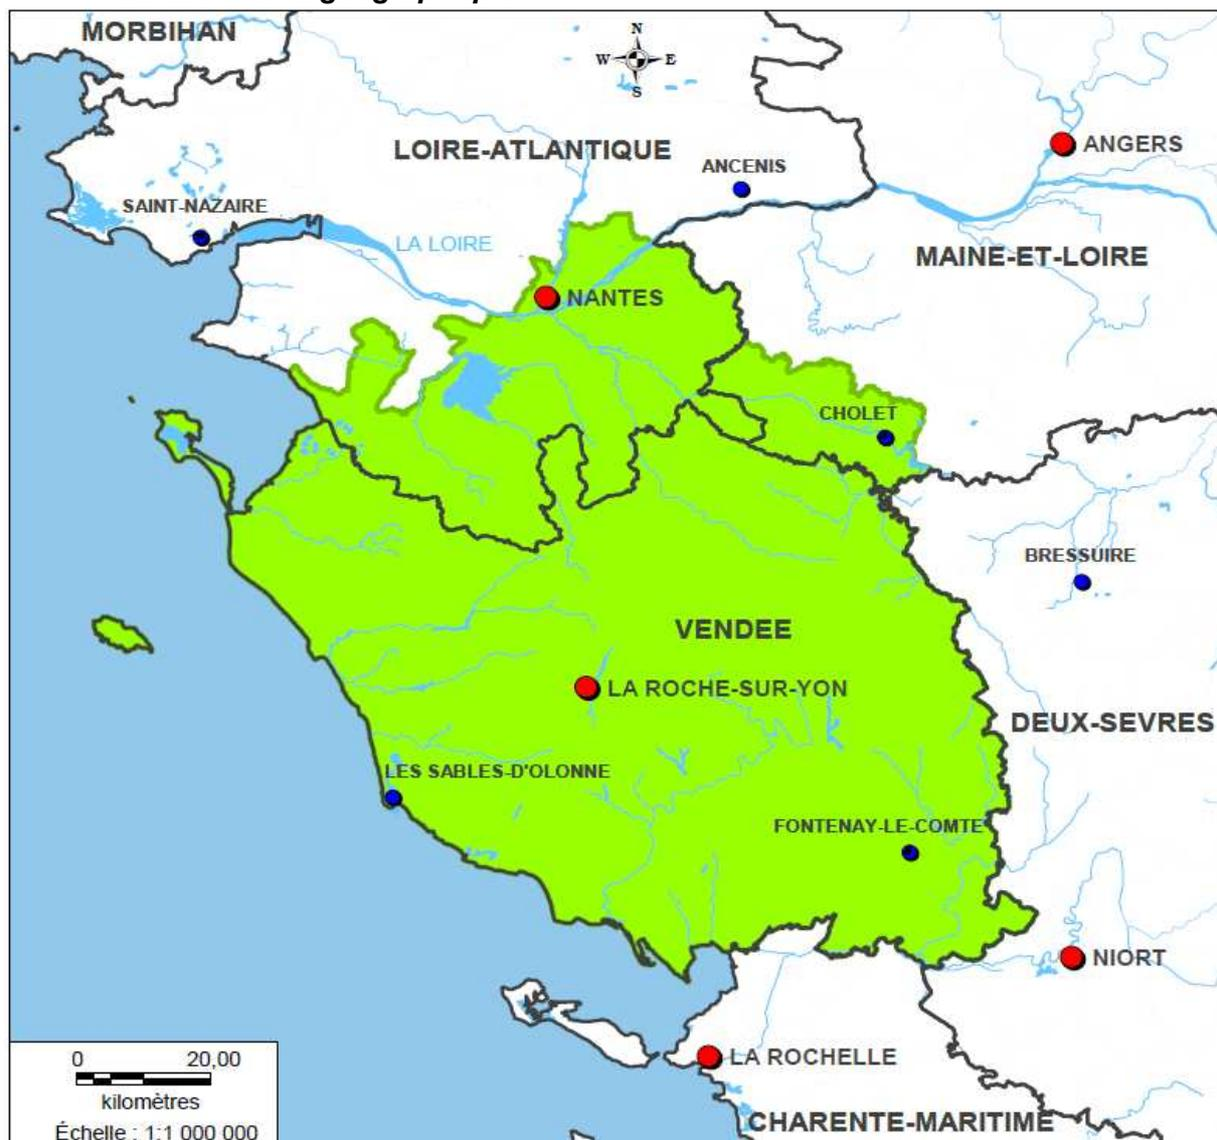 MORBIHAN
N
W E
S
LOIRE-ATLANTIQUE
ANGERS
ANCENIS
SAINT-NAZAIRE
LA LOIRE
MAINE-ET-LOIRE
NANTES
CHOLET
BRESSUIRE
VENDEE
LA ROCHE-SUR-YON
DEUX-SEVRES
LES SABLES-D'OLONNE
FONTENAY-LE-COMTE
NIORT
LA ROCHELLE
0 20,00
kilomètres
Échelle : 1:1 000 000
CHARENTE-MARITIME